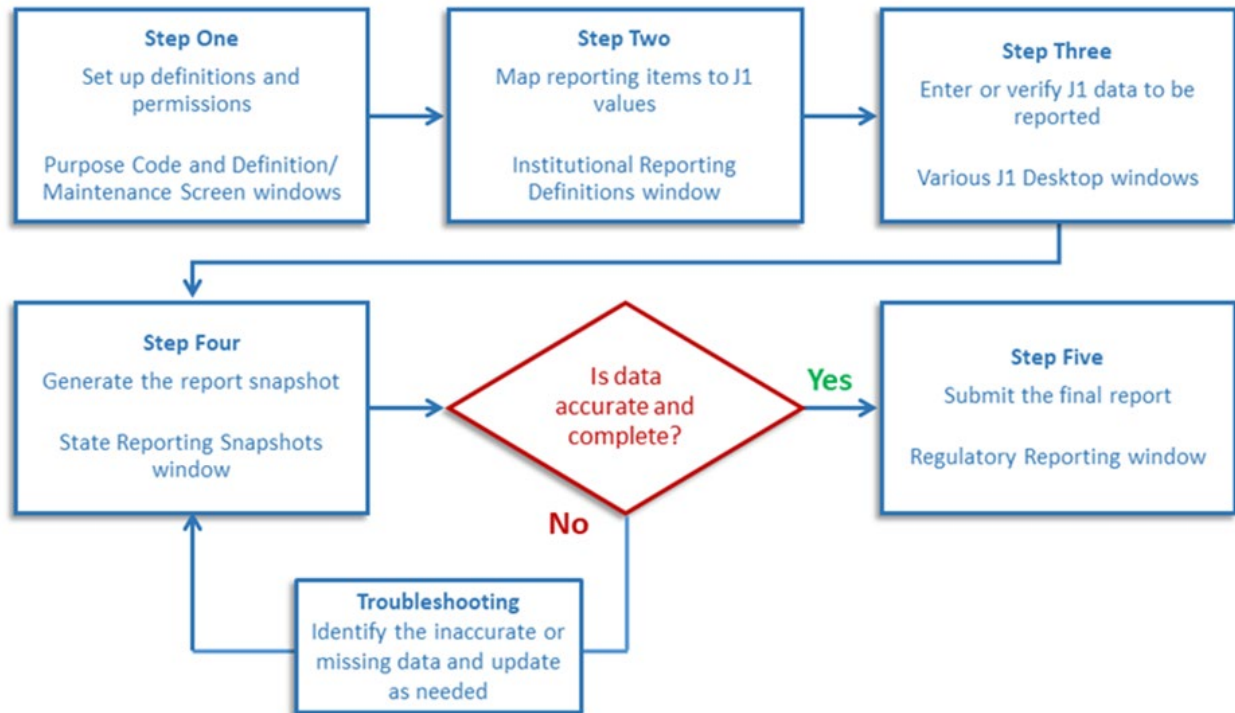 Step One
Set up definitions and
permissions
Purpose Code and Definition/
Maintenance Screen windows
Step Two
Map reporting items to J1
values
Institutional Reporting
Definitions window
Step Three
Enter or verify J1 data to be
reported
Various J1 Desktop windows
Step Four
Generate the report snapshot
State Reporting Snapshots
window
Is data
accurate and
complete?
Yes
No
Step Five
Submit the final report
Regulatory Reporting window
Troubleshooting
Identify the inaccurate or
missing data and update
as needed